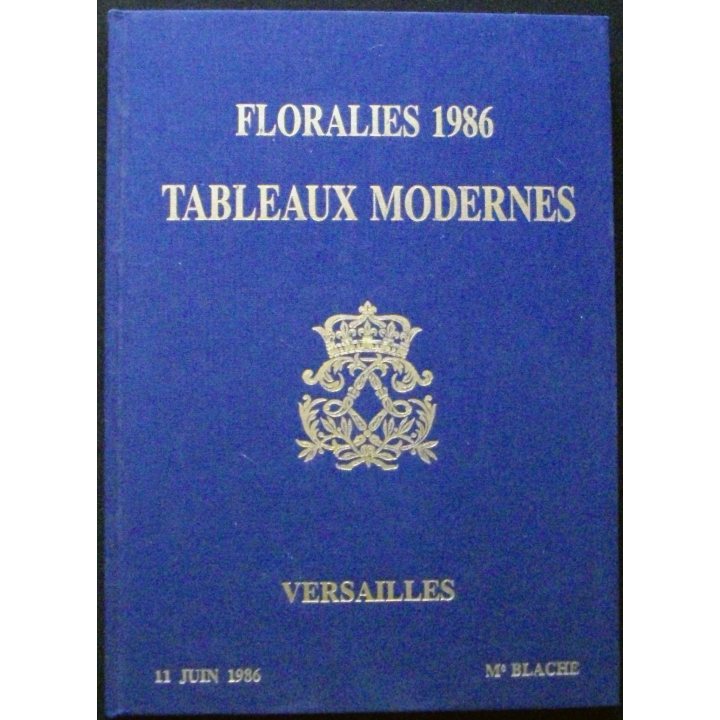 FLORALIES 1986
TABLEAUX MODERNES
VERSAILLES
11 JUIN 1986 Mᵉ BLACHE